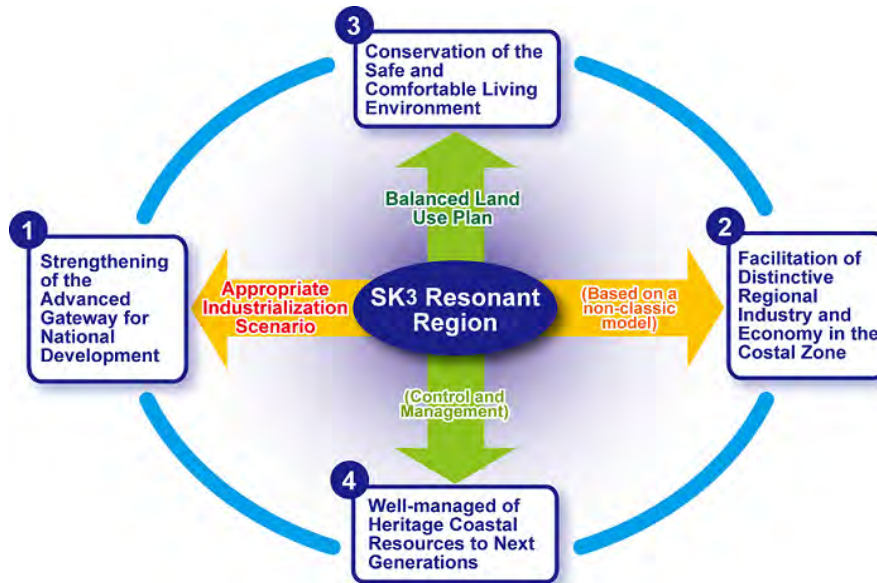 3
Conservation of the
Safe and
Comfortable Living
Environment
Balanced Land
Use Plan
1
Strengthening
of the
Advanced
Gateway for
National
Development
Appropriate
Industrialization
Scenario
SK3 Resonant
Region
(Based on a
non-classic
model)
2
Facilitation of
Distinctive
Regional
Industry and
Economy in the
Costal Zone
(Control and
Management)
4
Well-managed of
Heritage Coastal
Resources to Next
Generations